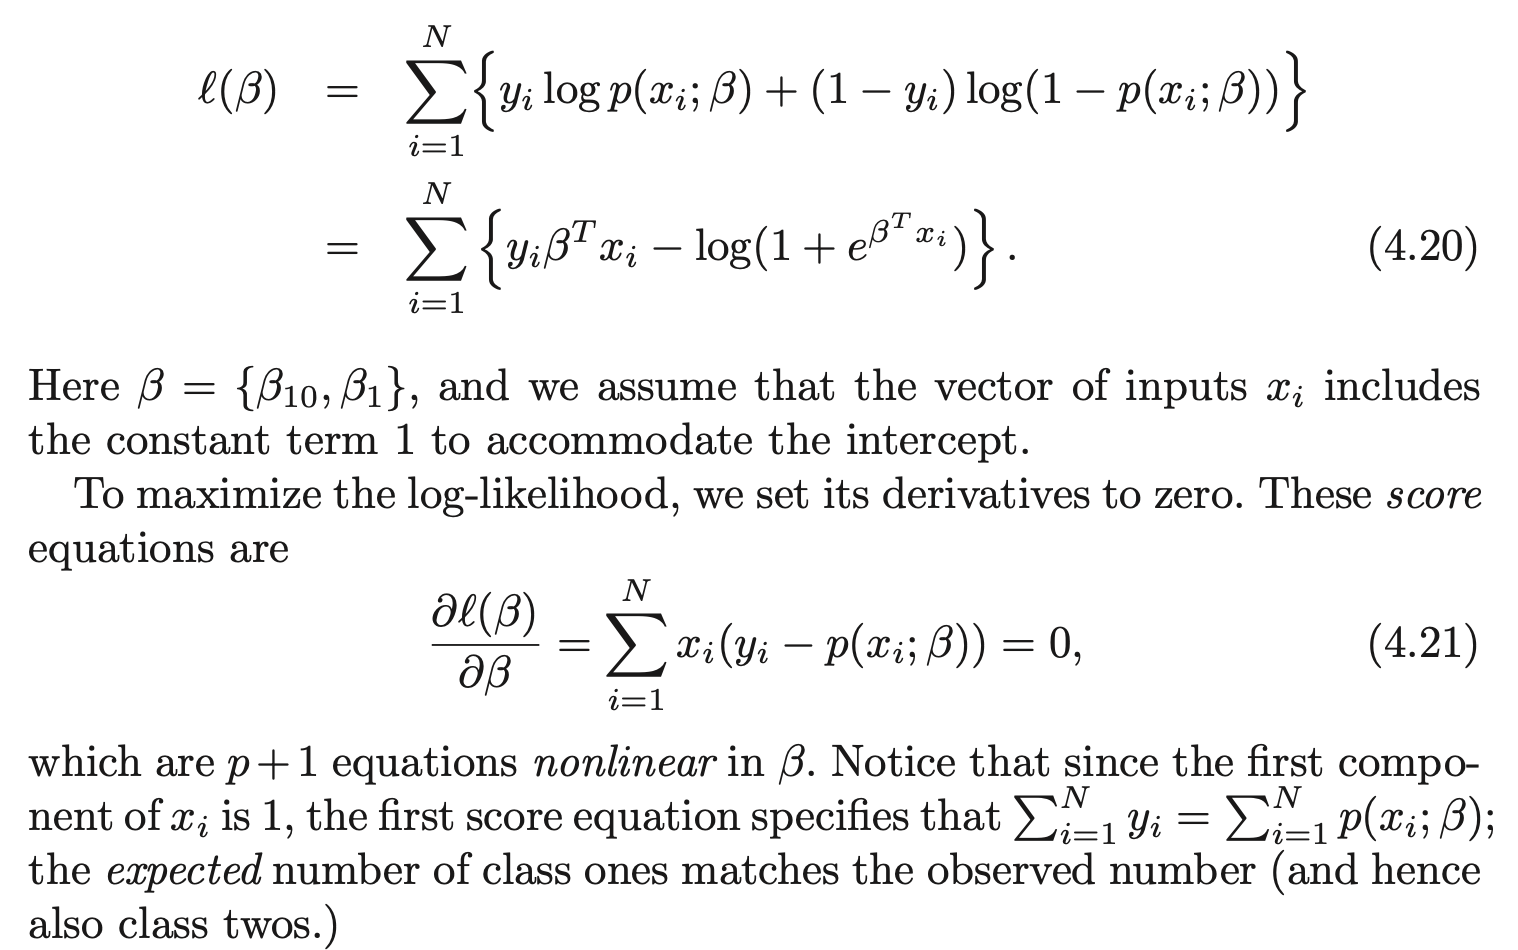 ℓ(β) = ∑_{i=1}^{N} { y_i log p(x_i; β) + (1 − y_i) log(1 − p(x_i; β)) }
= ∑_{i=1}^{N} { y_i β^T x_i − log(1 + e^{β^T x_i}) } . (4.20)
Here β = {β_{10}, β_1}, and we assume that the vector of inputs x_i includes
the constant term 1 to accommodate the intercept.
To maximize the log-likelihood, we set its derivatives to zero. These score
equations are
∂ℓ(β)/∂β = ∑_{i=1}^{N} x_i(y_i − p(x_i; β)) = 0, (4.21)
which are p + 1 equations nonlinear in β. Notice that since the first compo-
nent of x_i is 1, the first score equation specifies that ∑_{i=1}^{N} y_i = ∑_{i=1}^{N} p(x_i; β);
the expected number of class ones matches the observed number (and hence
also class twos.)